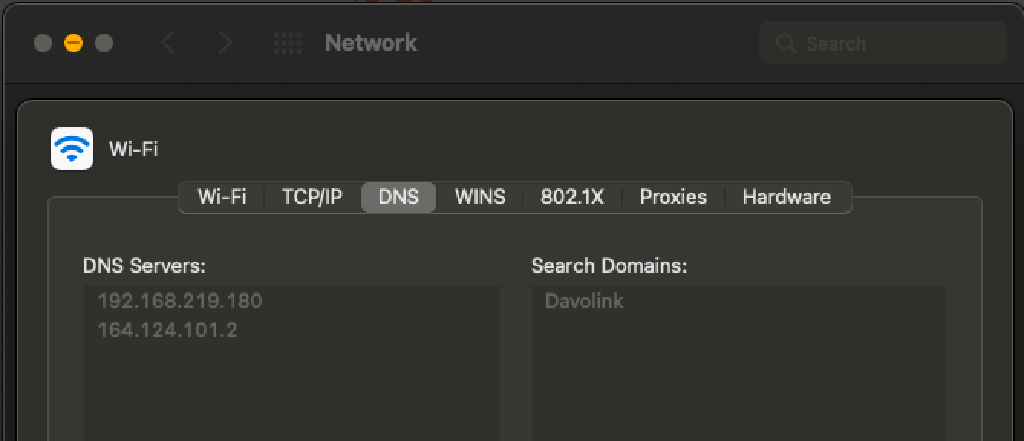 Network
Search
Wi-Fi
Wi-Fi TCP/IP DNS WINS 802.1X Proxies Hardware
DNS Servers:
192.168.219.180
164.124.101.2
Search Domains:
Davolink